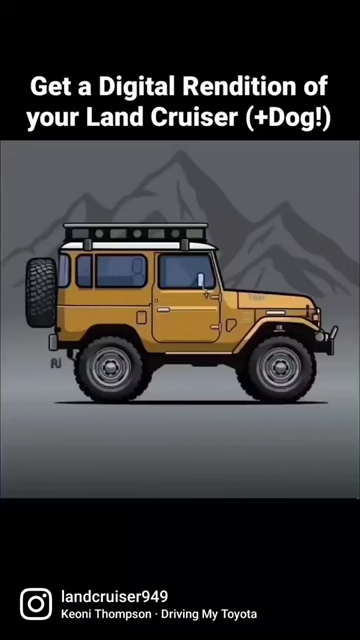 Get a Digital Rendition of
your Land Cruiser (+Dog!)
landcruiser949
Keoni Thompson · Driving My Toyota